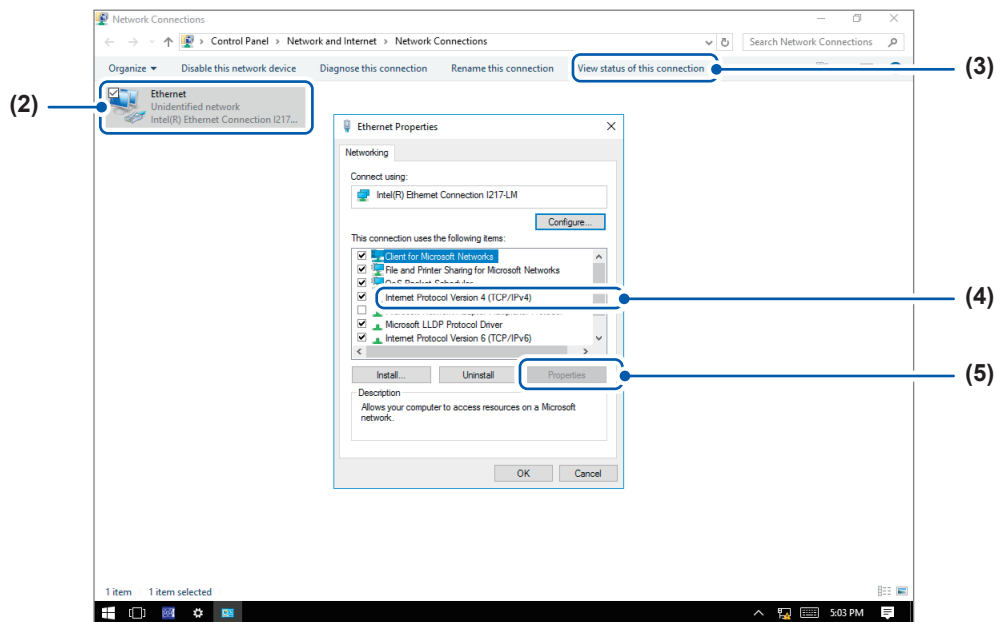 Network Connections
Control Panel > Network and Internet > Network Connections
Search Network Connections
Organize
Disable this network device
Diagnose this connection
Rename this connection
View status of this connection
(3)
(2)
Ethernet
Unidentified network
Intel(R) Ethernet Connection I217...
Ethernet Properties
Networking
Connect using:
Intel(R) Ethernet Connection I217-LM
Configure...
This connection uses the following items:
Client for Microsoft Networks
File and Printer Sharing for Microsoft Networks
QoS Packet Scheduler
Internet Protocol Version 4 (TCP/IPv4)
(4)
Microsoft LLDP Protocol Driver
Internet Protocol Version 6 (TCP/IPv6)
Install...
Uninstall
Properties
(5)
Description
Allows your computer to access resources on a Microsoft
network.
OK
Cancel
1 item
1 item selected
5:03 PM